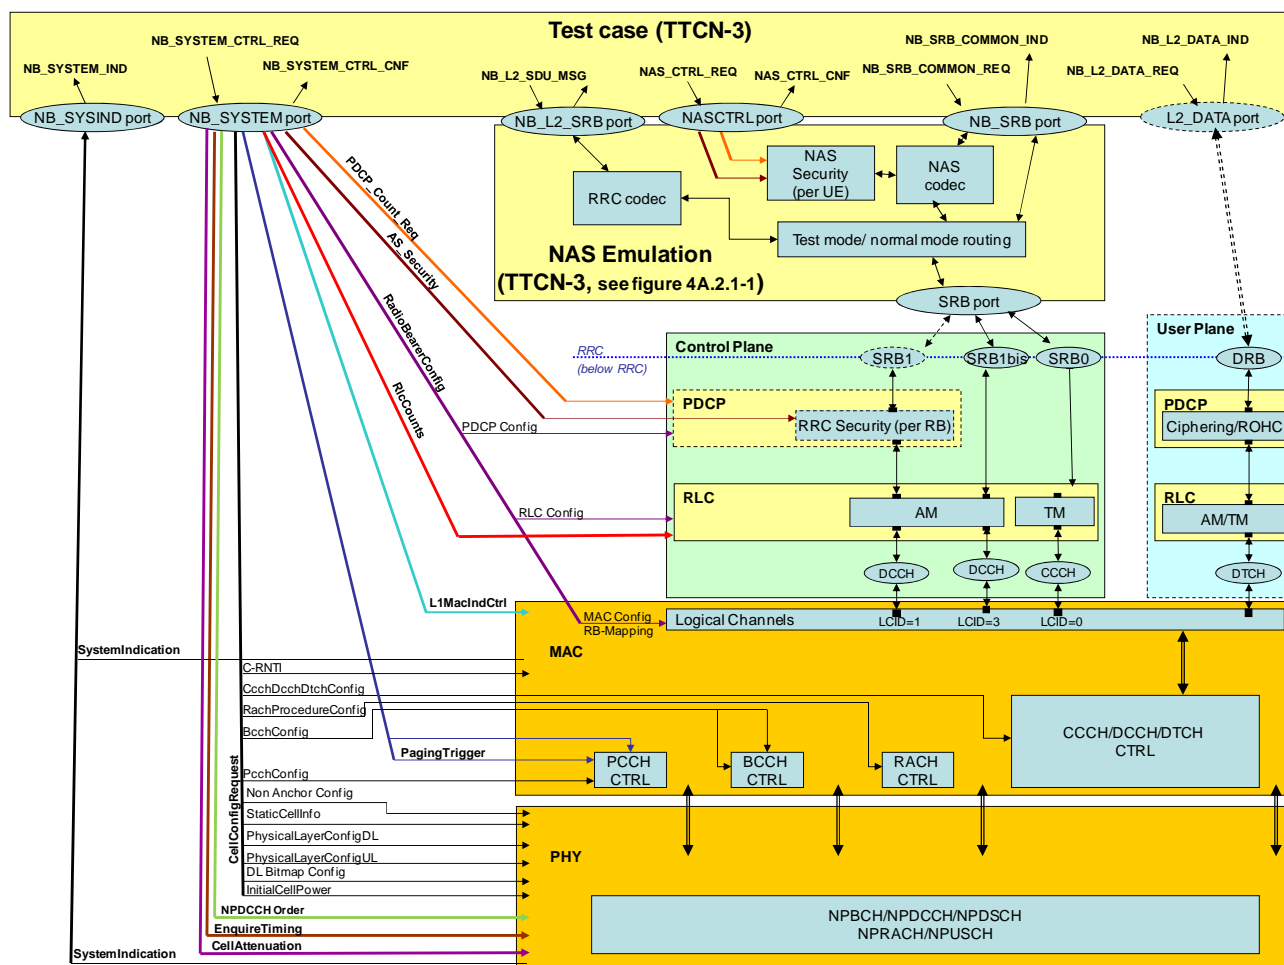 Test case (TTCN-3)
NB_SYSTEM_CTRL_REQ
NB_SYSTEM_IND
NB_SYSTEM_CTRL_CNF
NB_L2_SDU_MSG
NAS_CTRL_REQ
NAS_CTRL_CNF
NB_SRB_COMMON_IND
NB_SRB_COMMON_REQ
NB_L2_DATA_IND
NB_L2_DATA_REQ
NB_SYSIND port
NB_SYSTEM port
NB_L2_SRB port
NASCTRL port
NB_SRB port
L2_DATA port
NAS
Security
(per UE)
NAS
codec
RRC codec
Test mode/ normal mode routing
NAS Emulation
(TTCN-3, see figure 4A.2.1-1)
SRB port
PDCP_Count_Req
AS_Security
RadioBearerConfig
RlcCounts
Control Plane
User Plane
RRC
(below RRC)
SRB1
SRB1bis
SRB0
DRB
PDCP
RRC Security (per RB)
PDCP
Ciphering/ROHC
PDCP Config
RLC
AM
TM
RLC
AM/TM
RLC Config
DCCH
DCCH
CCCH
DTCH
L1MacIndCtrl
MAC Config
RB-Mapping
Logical Channels
LCID=1
LCID=3
LCID=0
MAC
SystemIndication
C-RNTI
CcchDcchDtchConfig
RachProcedureConfig
BcchConfig
PagingTrigger
PcchConfig
PCCH
CTRL
BCCH
CTRL
RACH
CTRL
CCCH/DCCH/DTCH
CTRL
CellConfigRequest
Non Anchor Config
StaticCellInfo
PhysicalLayerConfigDL
PhysicalLayerConfigUL
DL Bitmap Config
InitialCellPower
PHY
NPDCCH Order
EnquireTiming
CellAttenuation
SystemIndication
NPBCH/NPDCCH/NPDSCH
NPRACH/NPUSCH